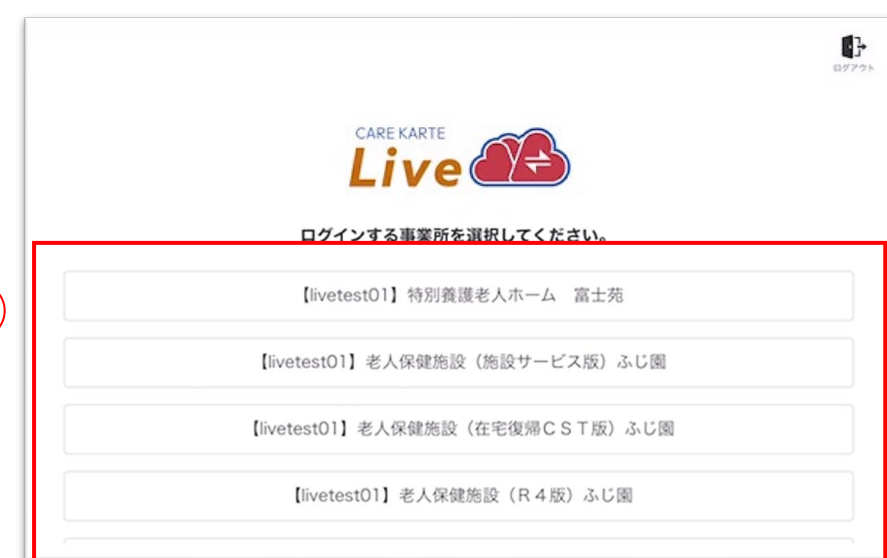 ログアウト
CARE KARTE
Live
ログインする事業所を選択してください。
【livetest01】特別養護老人ホーム　富士苑
【livetest01】老人保健施設（施設サービス版）ふじ園
【livetest01】老人保健施設（在宅復帰ＣＳＴ版）ふじ園
【livetest01】老人保健施設（Ｒ４版）ふじ園